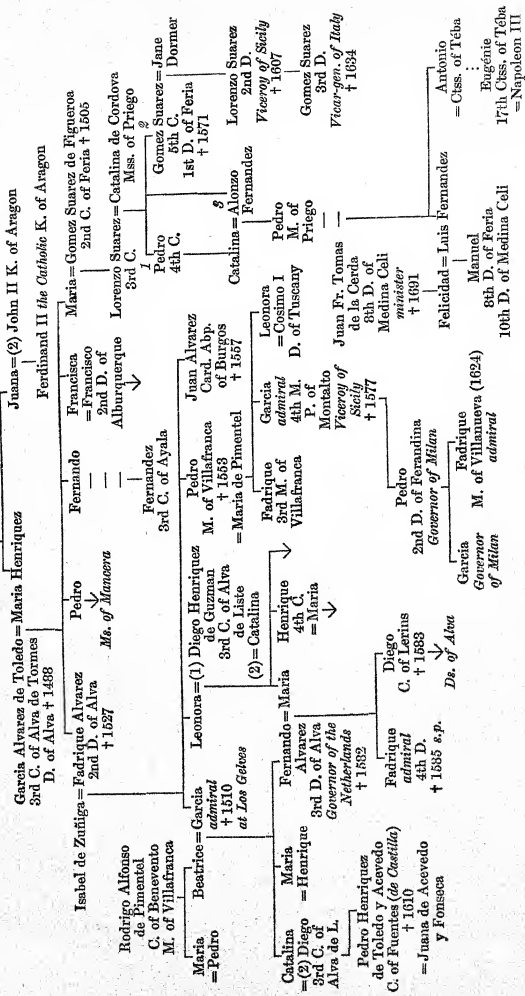 Juana=(2) John II K. of Aragon
Ferdinand II the Catholic K. of Aragon
Garcia Alvarez de Toledo=Maria Henriquez
3rd C. of Alva de Tormes
D. of Alva † 1488
Isabel de Zuñiga=Fadrique Alvarez
2nd D. of Alva
† 1527
Pedro
Ms. of Mancera
Fernando
Fernandez
3rd C. of Ayala
Francisca
=Francisco
2nd D. of
Alburquerque
Maria=Gomez Suarez de Figueroa
2nd C. of Feria † 1505
Lorenzo Suarez=Catalina de Cordova
3rd C. Mss. of Priego
1
2
Pedro
4th C.
Gomez Suarez=Jane
5th C. Dormer
1st D. of Feria
† 1571
3
Catalina=Alonzo
Fernandez
Lorenzo Suarez
2nd D.
Viceroy of Sicily
† 1607
Gomez Suarez
3rd D.
Vicar-gen. of Italy
† 1634
Pedro
M. of
Priego
Rodrigo Alfonso
de Pimentel
C. of Benevento
M. of Villafranca
Maria
=Pedro
Beatrice=Garcia
admiral
† 1510
at Los Gelves
Leonora=(1) Diego Henriquez
de Guzman
3rd C. of Alva
de Liste
(2)=Catalina
Pedro
M. of Villafranca
† 1553
=Maria de Pimentel
Juan Alvarez
Card. Abp.
of Burgos
† 1557
Henrique
4th C.
=Maria
Fadrique
3rd M. of
Villafranca
Garcia
admiral
4th M.
P. of
Montalto
Viceroy of
Sicily
† 1577
Leonora
=Cosimo I
D. of Tuscany
Juan Fr. Tomas
de la Cerda
8th D. of
Medina Celi
minister
† 1691
Catalina
=(2) Diego
3rd C. of
Alva de L.
Maria
=Henrique
Fernando=Maria
Alvarez
3rd D. of Alva
Governor of the
Netherlands
† 1582
Pedro
2nd D. of Ferandina
Governor of Milan
Felicidad=Luis Fernandez
Antonio
=Ctss. of Téba
Pedro Henriquez
de Toledo y Acevedo
C. of Fuentes (de Castilla)
† 1610
=Juana de Acevedo
y Fonseca
Fadrique
admiral
4th D.
† 1585 s.p.
Diego
C. of Lerius
† 1583
Ds. of Alva
Garcia
Governor
of Milan
Fadrique
M. of Villanueva (1624)
admiral
Manuel
8th D. of Feria
10th D. of Medina Celi
Eugénie
17th Ctss. of Téba
=Napoleon III